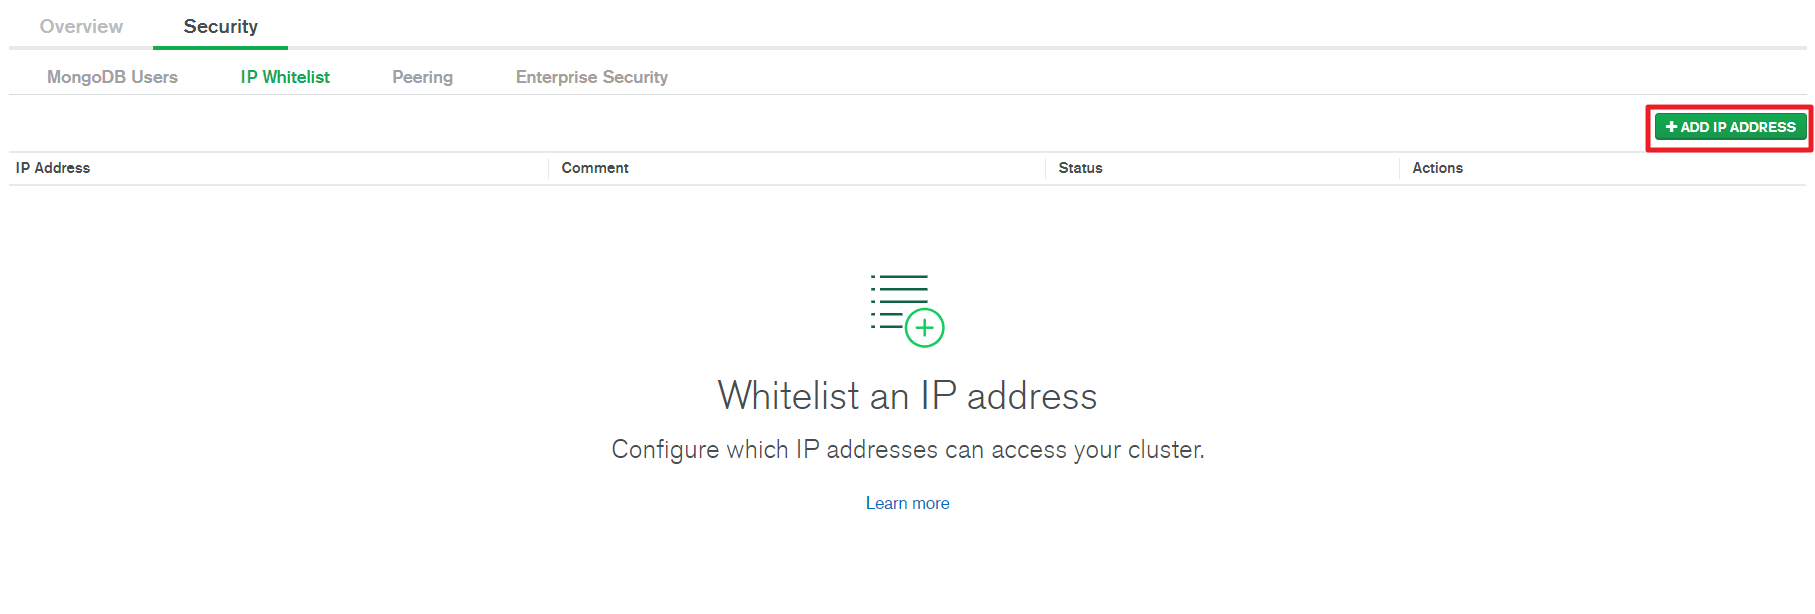 Overview Security
MongoDB Users IP Whitelist Peering Enterprise Security
+ ADD IP ADDRESS
IP Address Comment Status Actions
Whitelist an IP address
Configure which IP addresses can access your cluster.
Learn more